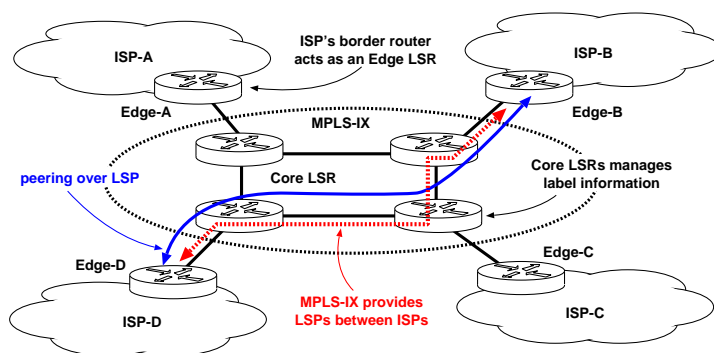 ISP-A
ISP's border router
acts as an Edge LSR
ISP-B
Edge-A
MPLS-IX
Edge-B
Core LSR
peering over LSP
Core LSRs manages
label information
Edge-D
Edge-C
MPLS-IX provides
LSPs between ISPs
ISP-D
ISP-C